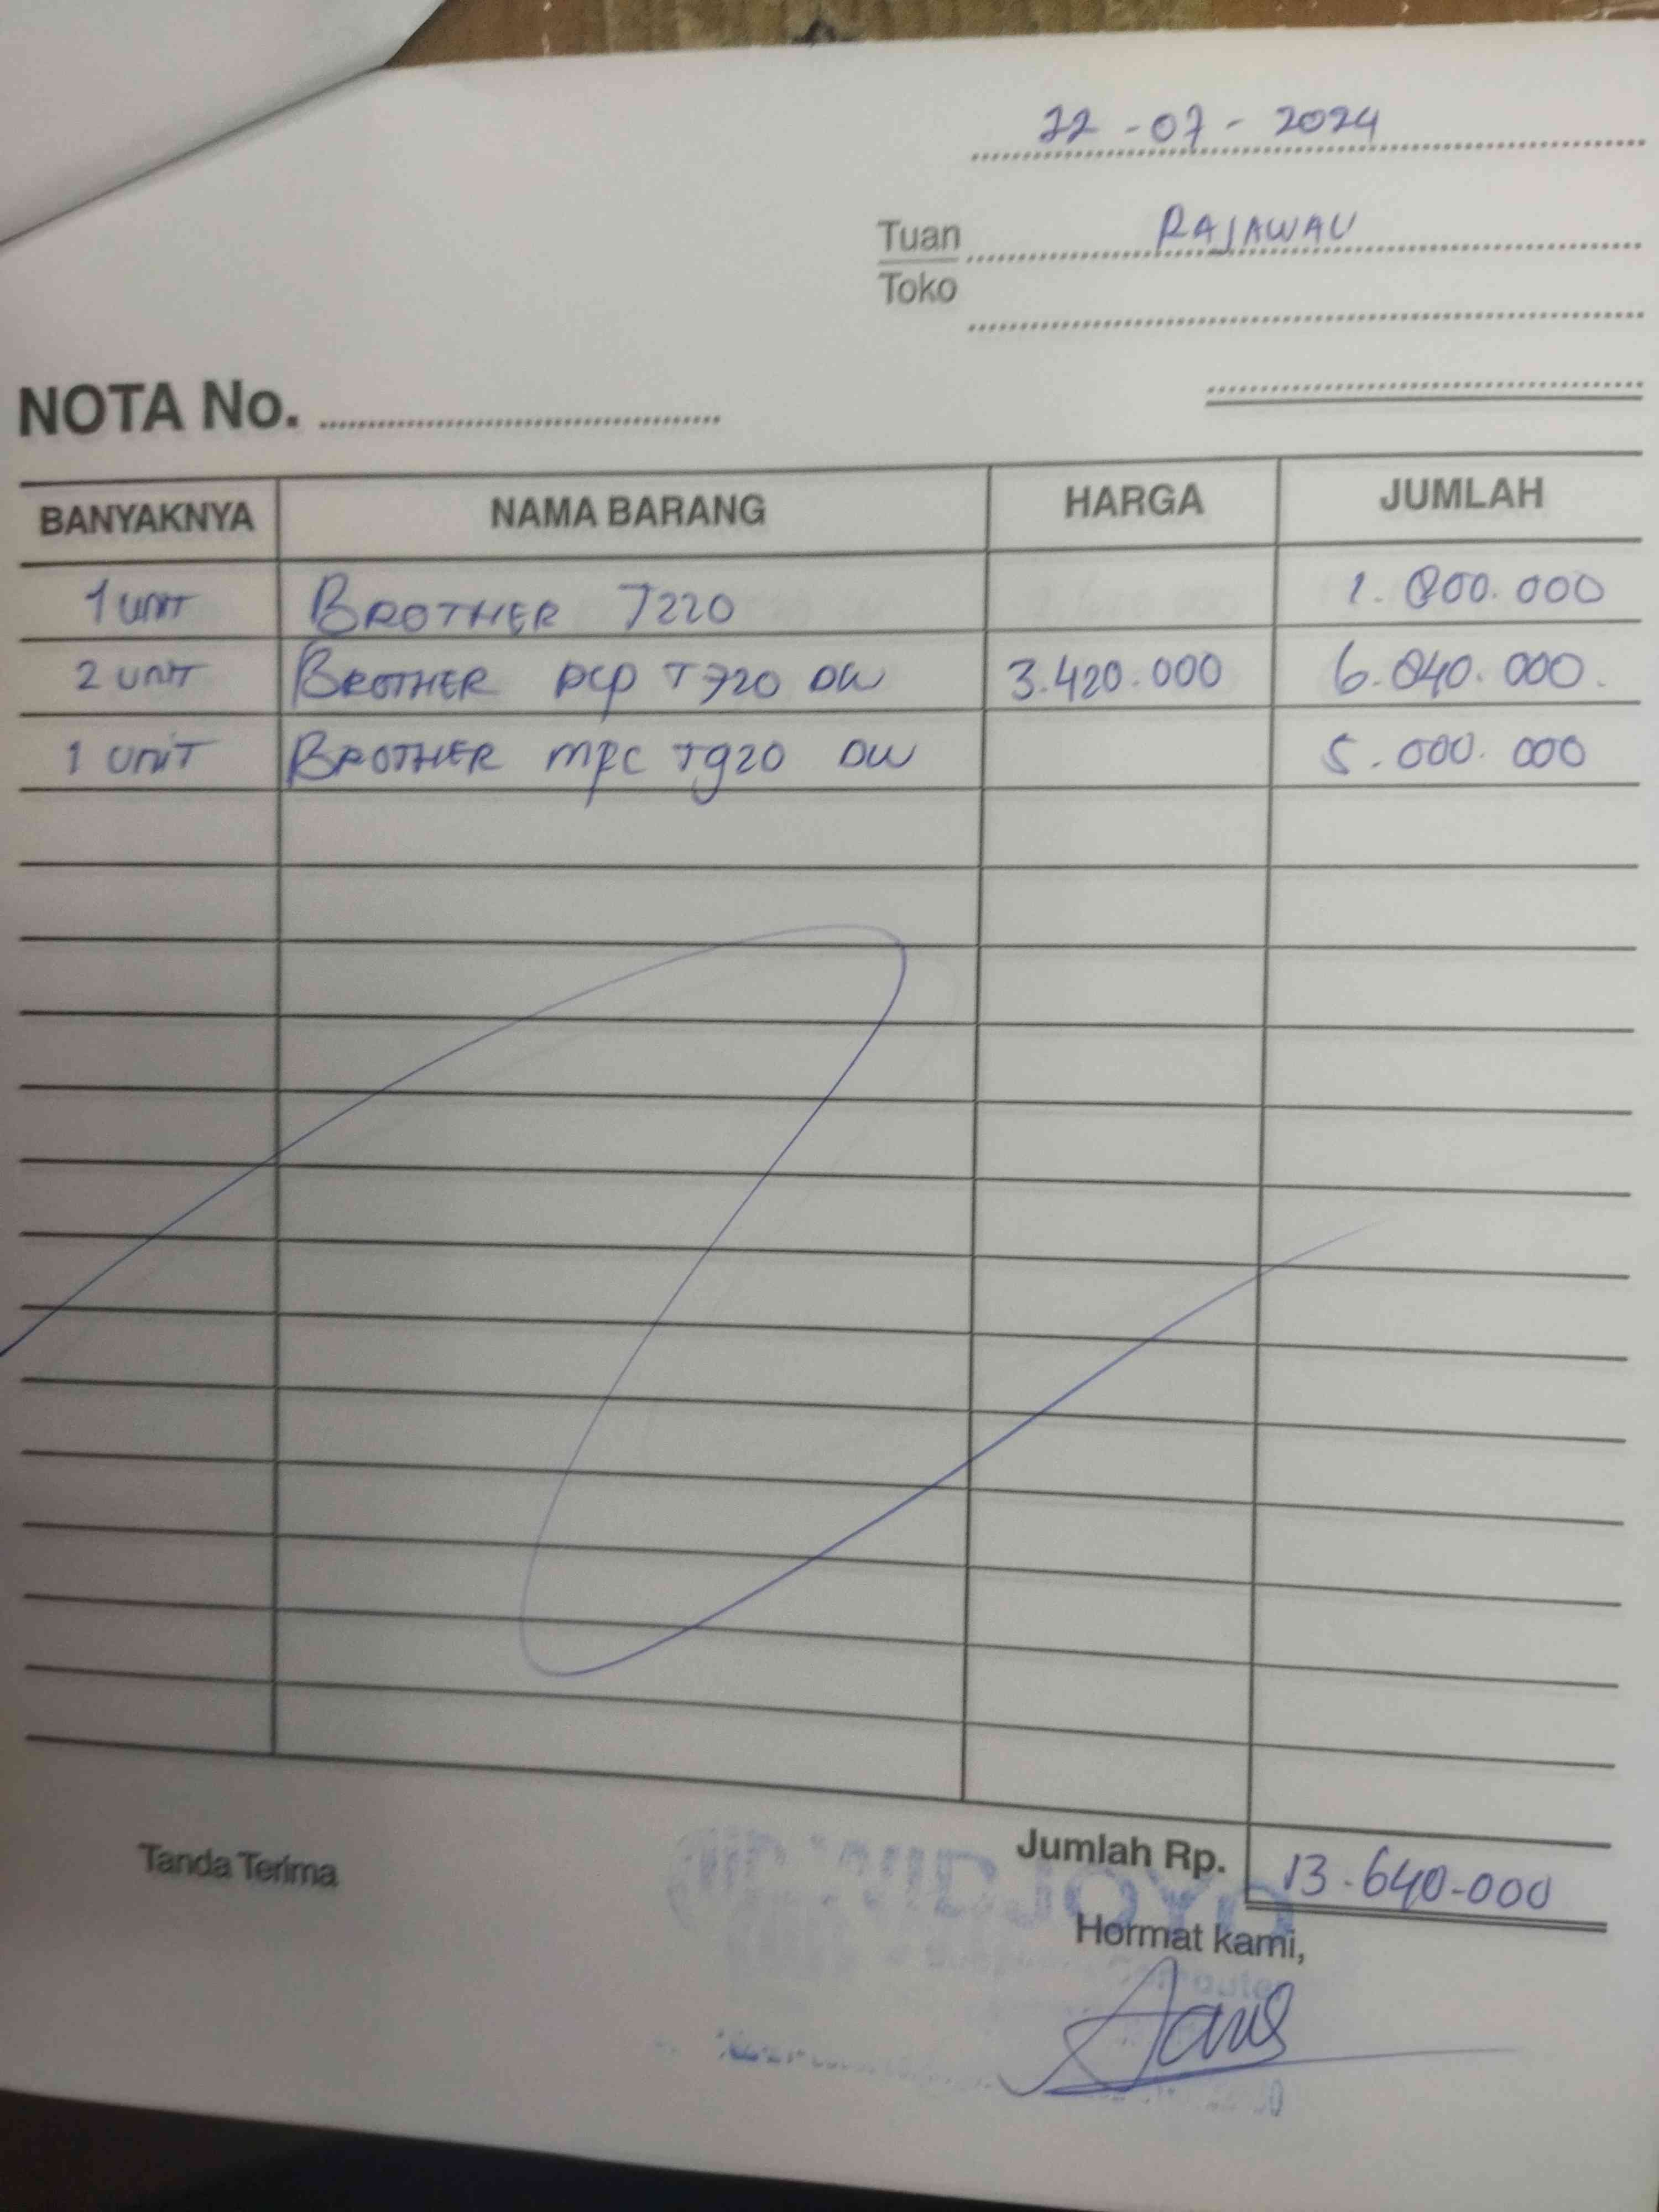 22-07-2024
Tuan RAJAWALI
Toko
NOTA No.
BANYAKNYA NAMA BARANG HARGA JUMLAH
1 UNIT BROTHER T220 1.800.000
2 UNIT BROTHER DCP T720 DW 3.420.000 6.840.000.
1 UNIT BROTHER MFC T920 DW 5.000.000
Jumlah Rp. 13.640.000
Tanda Terima
Hormat kami,